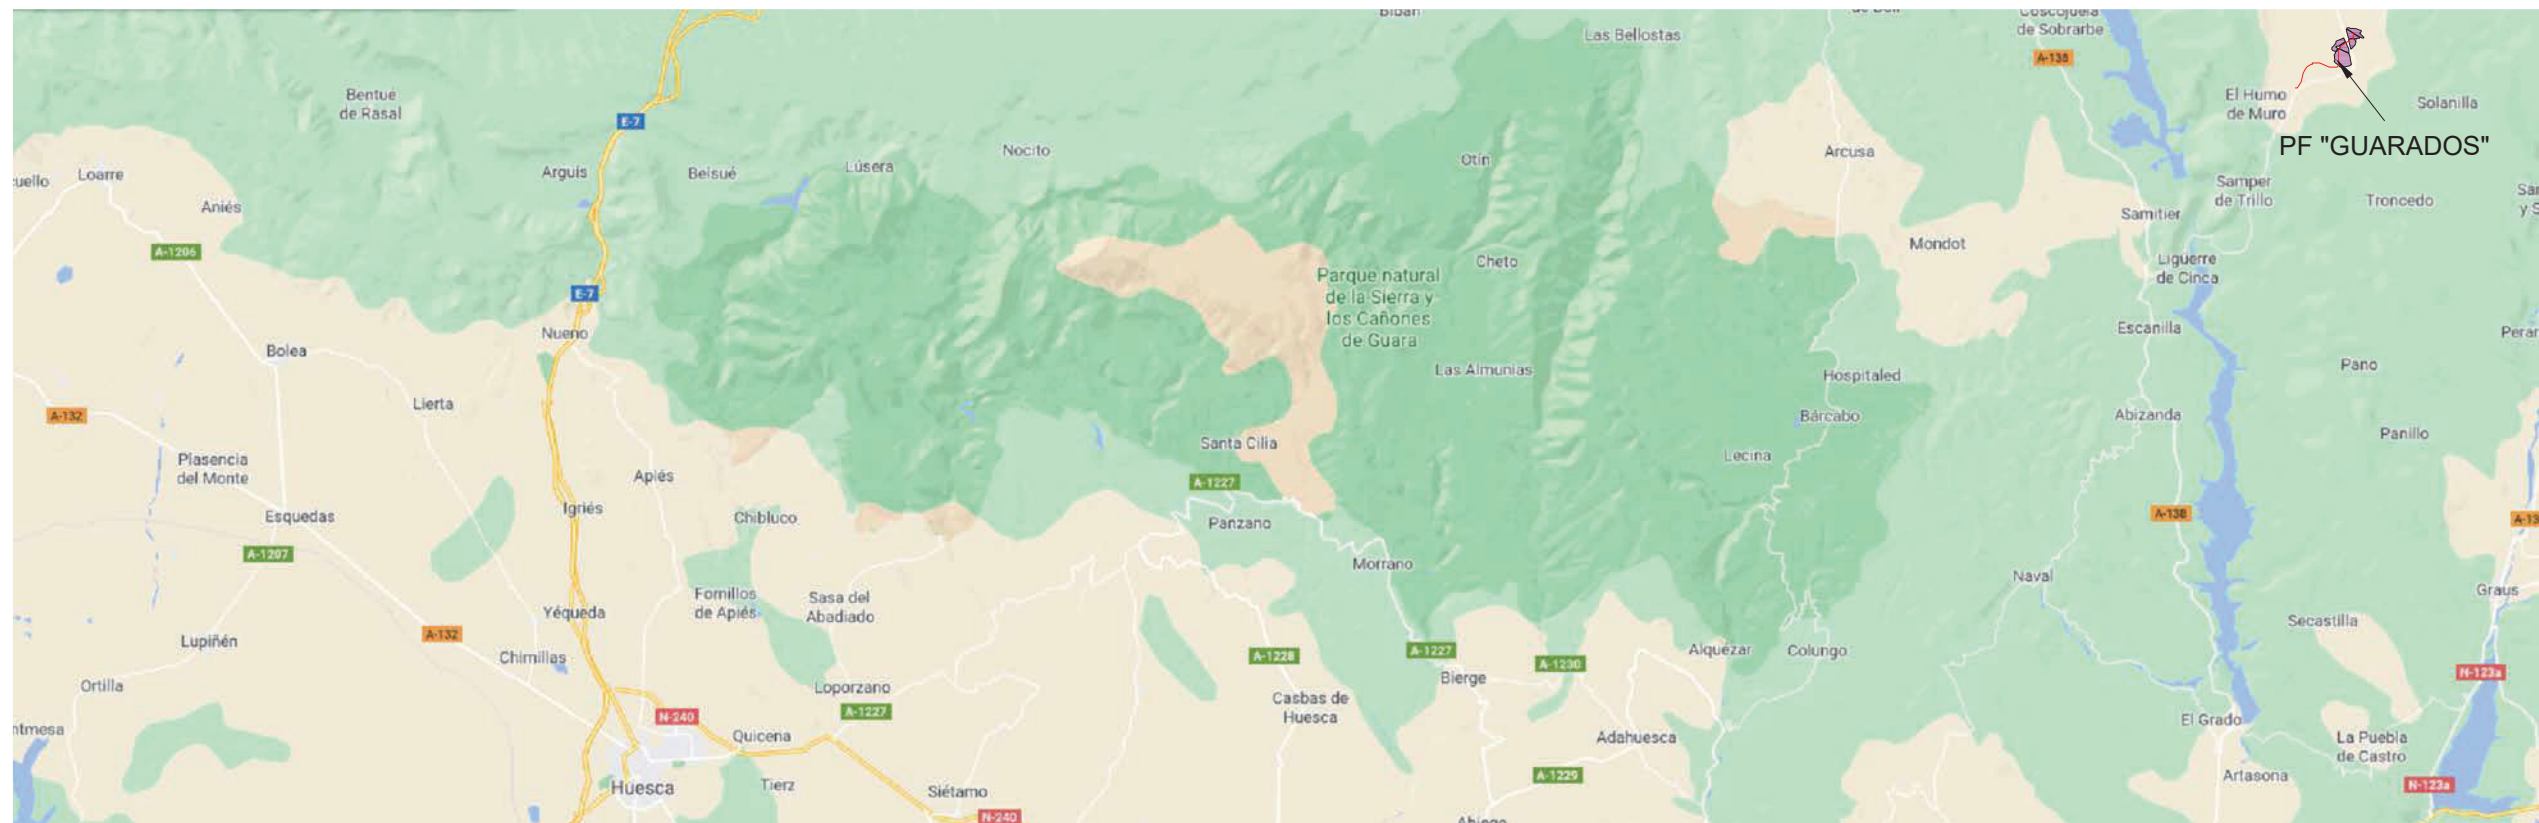 Las Bellostas
de Sobrarbe
A-138
Bentué
de Rasal
El Humo
de Muro
Solanilla
E-7
PF "GUARADOS"
Nocito
Otín
Arcusa
Loarre
Arguis
Belsué
Lúsera
Samper
de Trillo
Troncedo
Aniés
Samitier
A-1206
Mondot
Cheto
Liguerre
de Cinca
Parque natural
de la Sierra y
los Cañones
de Guara
E-7
Nueno
Escanilla
Bolea
Pano
Las Almunias
Hospitaled
Lierta
A-132
Bárcabo
Abizanda
Santa Cilia
Panillo
Plasencia
del Monte
Lecina
Apiés
A-1227
Igriés
Esquedas
Chibluco
Panzano
A-138
A-1207
Morrano
Naval
Graus
Fornillos
de Apiés
Sasa del
Abadiado
Yéqueda
Secastilla
A-132
Lupiñén
Chimillas
A-1228
A-1227
A-1230
Alquézar
Colungo
N-123a
Ortilla
Loporzano
Bierge
A-1227
N-240
Casbas de
Huesca
El Grado
Quicena
Adahuesca
La Puebla
de Castro
Huesca
Tierz
A-1229
Artasona
N-123a
Siétamo
N-240